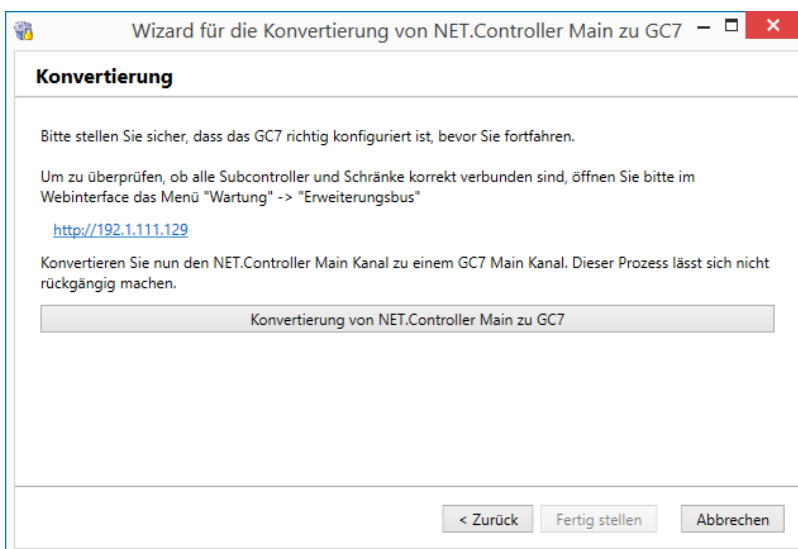 Wizard für die Konvertierung von NET.Controller Main zu GC7
Konvertierung
Bitte stellen Sie sicher, dass das GC7 richtig konfiguriert ist, bevor Sie fortfahren.
Um zu überprüfen, ob alle Subcontroller und Schränke korrekt verbunden sind, öffnen Sie bitte im
Webinterface das Menü "Wartung" -> "Erweiterungsbus"
http://192.1.111.129
Konvertieren Sie nun den NET.Controller Main Kanal zu einem GC7 Main Kanal. Dieser Prozess lässt sich nicht
rückgängig machen.
Konvertierung von NET.Controller Main zu GC7
< Zurück
Fertig stellen
Abbrechen